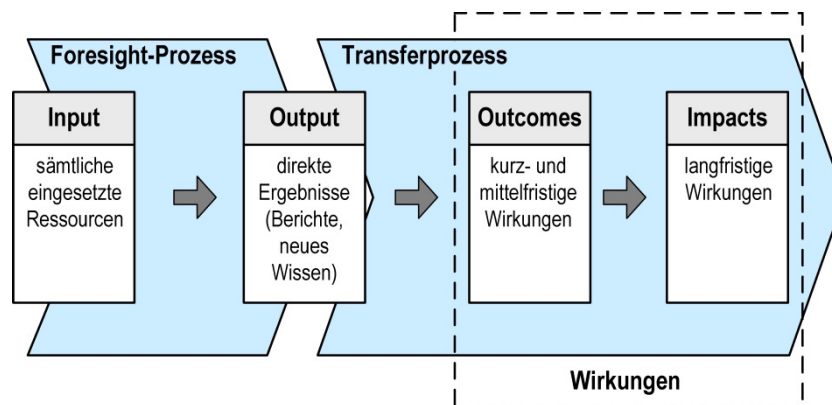 Foresight-Prozess
Transferprozess
Input
sämtliche
eingesetzte
Ressourcen
Output
direkte
Ergebnisse
(Berichte,
neues
Wissen)
Outcomes
kurz- und
mittelfristige
Wirkungen
Impacts
langfristige
Wirkungen
Wirkungen